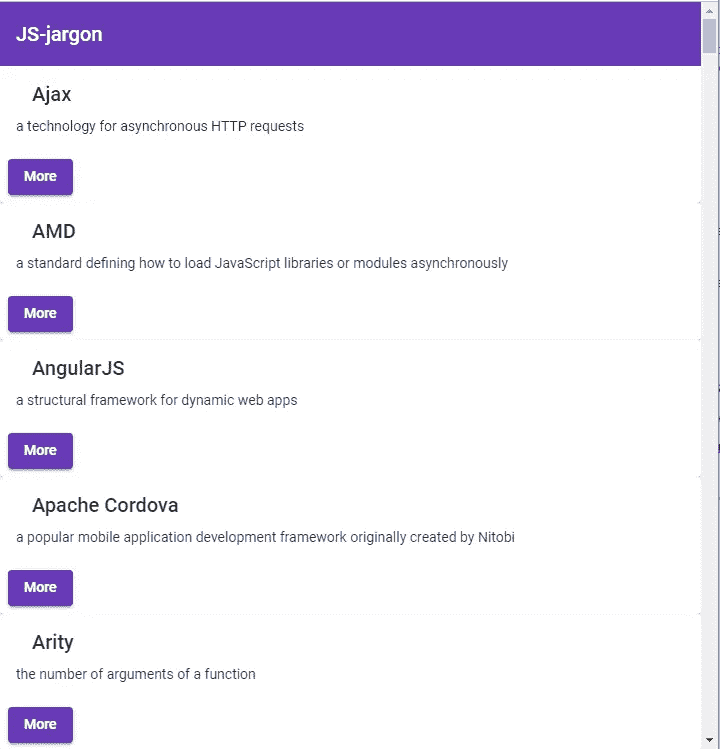 JS-jargon
Ajax
a technology for asynchronous HTTP requests
More
AMD
a standard defining how to load JavaScript libraries or modules asynchronously
More
AngularJS
a structural framework for dynamic web apps
More
Apache Cordova
a popular mobile application development framework originally created by Nitobi
More
Arity
the number of arguments of a function
More